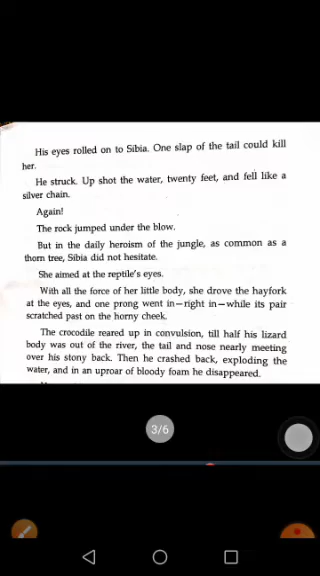 His eyes rolled on to Sibia. One slap of the tail could kill
her.
He struck. Up shot the water, twenty feet, and fell like a
silver chain.
Again!
The rock jumped under the blow.
But in the daily heroism of the jungle, as common as a
thorn tree, Sibia did not hesitate.
She aimed at the reptile's eyes.
With all the force of her little body, she drove the hayfork
at the eyes, and one prong went in—right in—while its pair
scratched past on the horny cheek.
The crocodile reared up in convulsion, till half his lizard
body was out of the river, the tail and nose nearly meeting
over his stony back. Then he crashed back, exploding the
water, and in an uproar of bloody foam he disappeared.
3/6